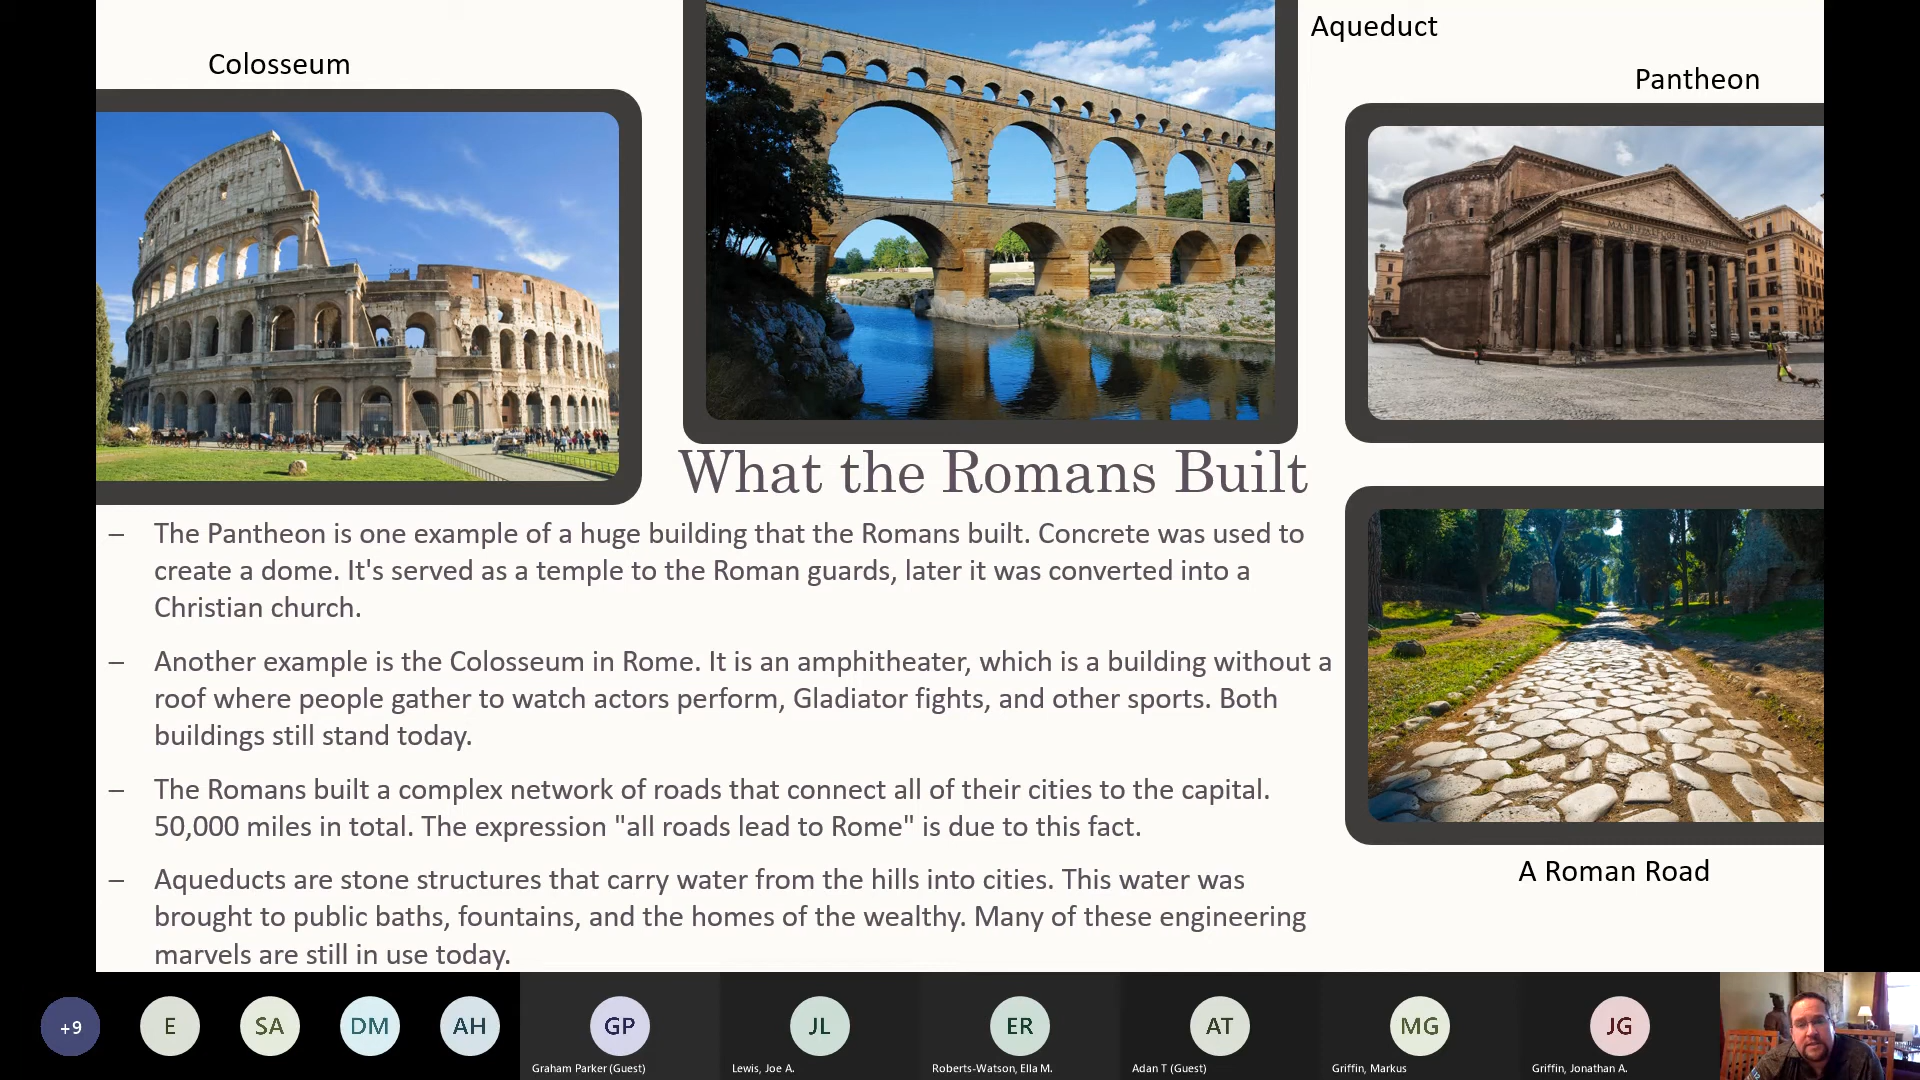 Colosseum
Aqueduct
Pantheon
What the Romans Built
– The Pantheon is one example of a huge building that the Romans built. Concrete was used to
create a dome. It's served as a temple to the Roman guards, later it was converted into a
Christian church.
– Another example is the Colosseum in Rome. It is an amphitheater, which is a building without a
roof where people gather to watch actors perform, Gladiator fights, and other sports. Both
buildings still stand today.
– The Romans built a complex network of roads that connect all of their cities to the capital.
50,000 miles in total. The expression "all roads lead to Rome" is due to this fact.
– Aqueducts are stone structures that carry water from the hills into cities. This water was
brought to public baths, fountains, and the homes of the wealthy. Many of these engineering
marvels are still in use today.
A Roman Road
+9
E
SA
DM
AH
GP
JL
ER
AT
MG
JG
Graham Parker (Guest)
Lewis, Joe A.
Roberts-Watson, Ella M.
Adan T (Guest)
Griffin, Markus
Griffin, Jonathan A.